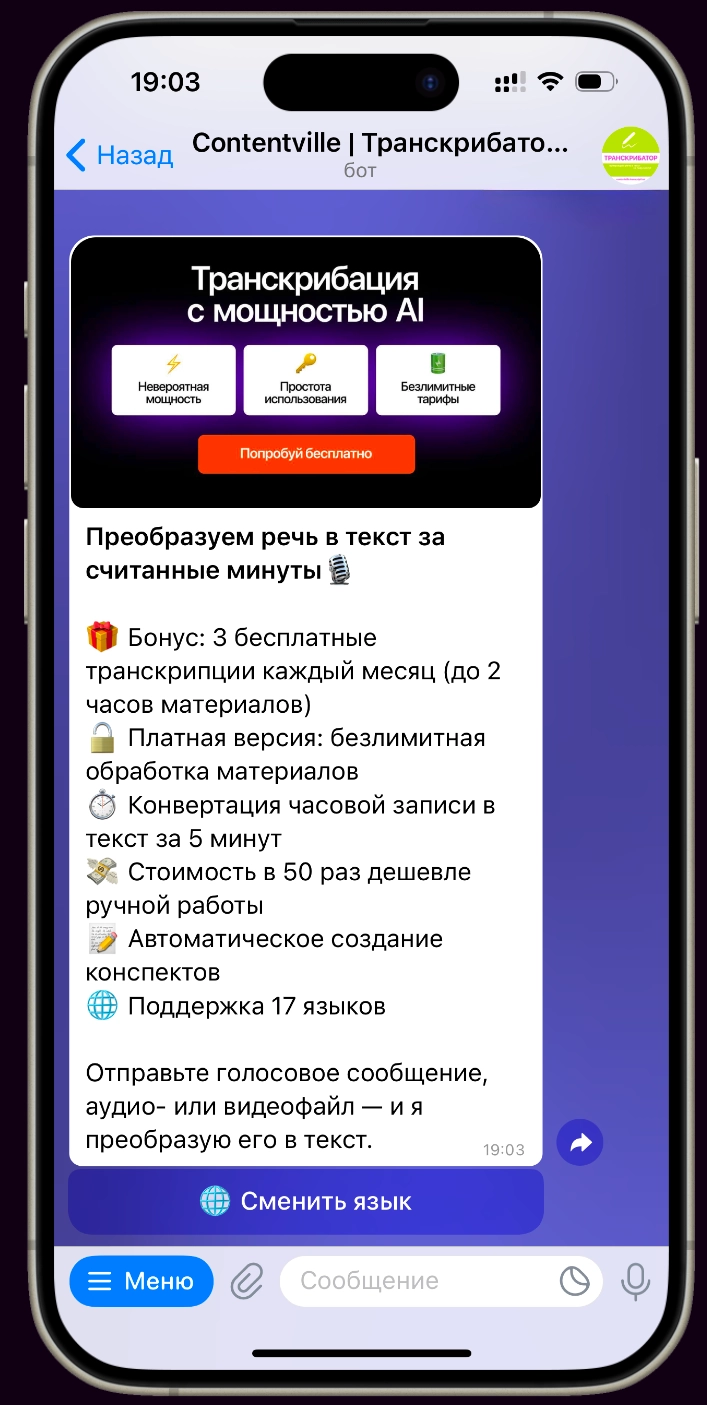 19:03
Назад
Contentville | Транскрибато...
бот
ТРАНСКРИБАТОР
Транскрибация
с мощностью AI
Невероятная
мощность
Простота
использования
Безлимитные
тарифы
Попробуй бесплатно
Преобразуем речь в текст за
считанные минуты🎙️
🎁 Бонус: 3 бесплатные
транскрипции каждый месяц (до 2
часов материалов)
🔓 Платная версия: безлимитная
обработка материалов
⏱️ Конвертация часовой записи в
текст за 5 минут
💸 Стоимость в 50 раз дешевле
ручной работы
📝 Автоматическое создание
конспектов
🌐 Поддержка 17 языков
Отправьте голосовое сообщение,
аудио- или видеофайл — и я
преобразую его в текст.
19:03
🌐 Сменить язык
Меню
Сообщение